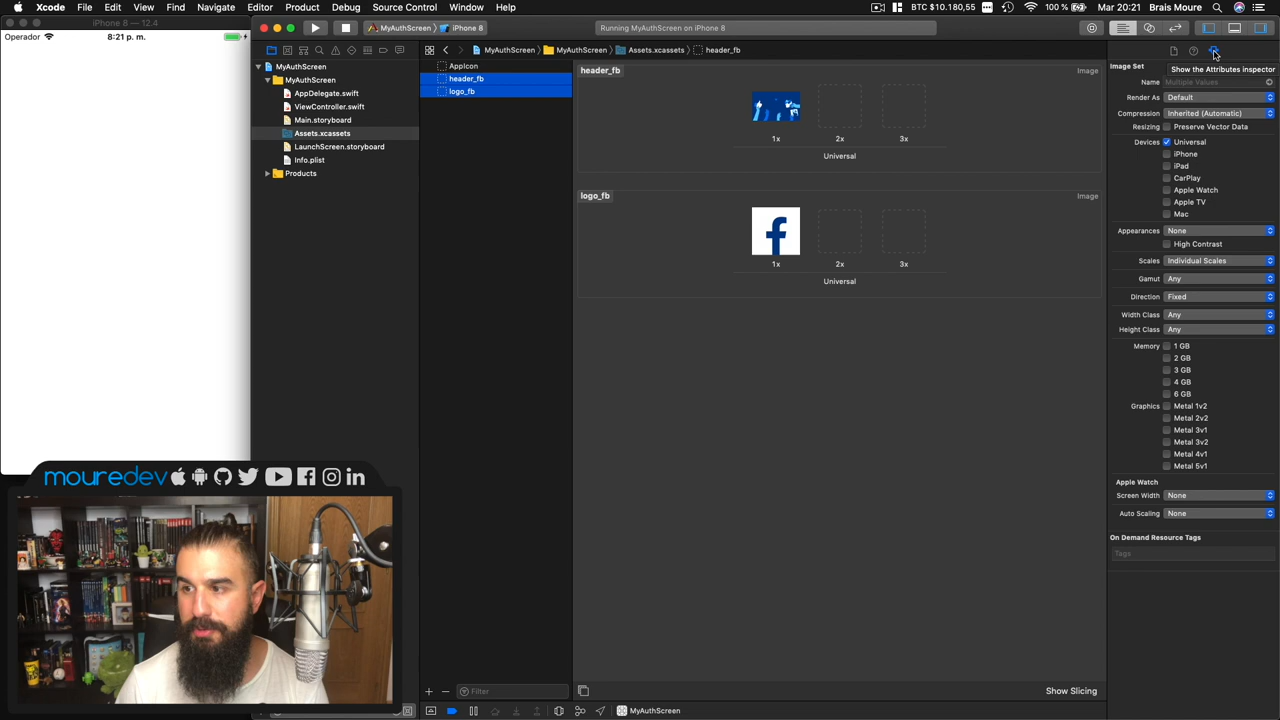 Xcode File Edit View Find Navigate Editor Product Debug Source Control Window Help
BTC $10.180,55
100 %
Mar 20:21 Brais Moure
iPhone 8 — 12.4
MyAuthScreen iPhone 8
Running MyAuthScreen on iPhone 8
Operador 8:21 p. m.
MyAuthScreen
MyAuthScreen
AppDelegate.swift
ViewController.swift
Main.storyboard
Assets.xcassets
LaunchScreen.storyboard
Info.plist
Products
MyAuthScreen MyAuthScreen Assets.xcassets header_fb
AppIcon
header_fb
logo_fb
header_fb Image
1x 2x 3x
Universal
logo_fb Image
1x 2x 3x
Universal
Show the Attributes inspector
Image Set
Name Multiple Values
Render As Default
Compression Inherited (Automatic)
Resizing Preserve Vector Data
Devices Universal
iPhone
iPad
CarPlay
Apple Watch
Apple TV
Mac
Appearances None
High Contrast
Scales Individual Scales
Gamut Any
Direction Fixed
Width Class Any
Height Class Any
Memory 1 GB
2 GB
3 GB
4 GB
6 GB
Graphics Metal 1v2
Metal 2v2
Metal 3v1
Metal 3v2
Metal 4v1
Metal 5v1
Apple Watch
Screen Width None
Auto Scaling None
On Demand Resource Tags
Tags
mouredev
Filter
Show Slicing
MyAuthScreen